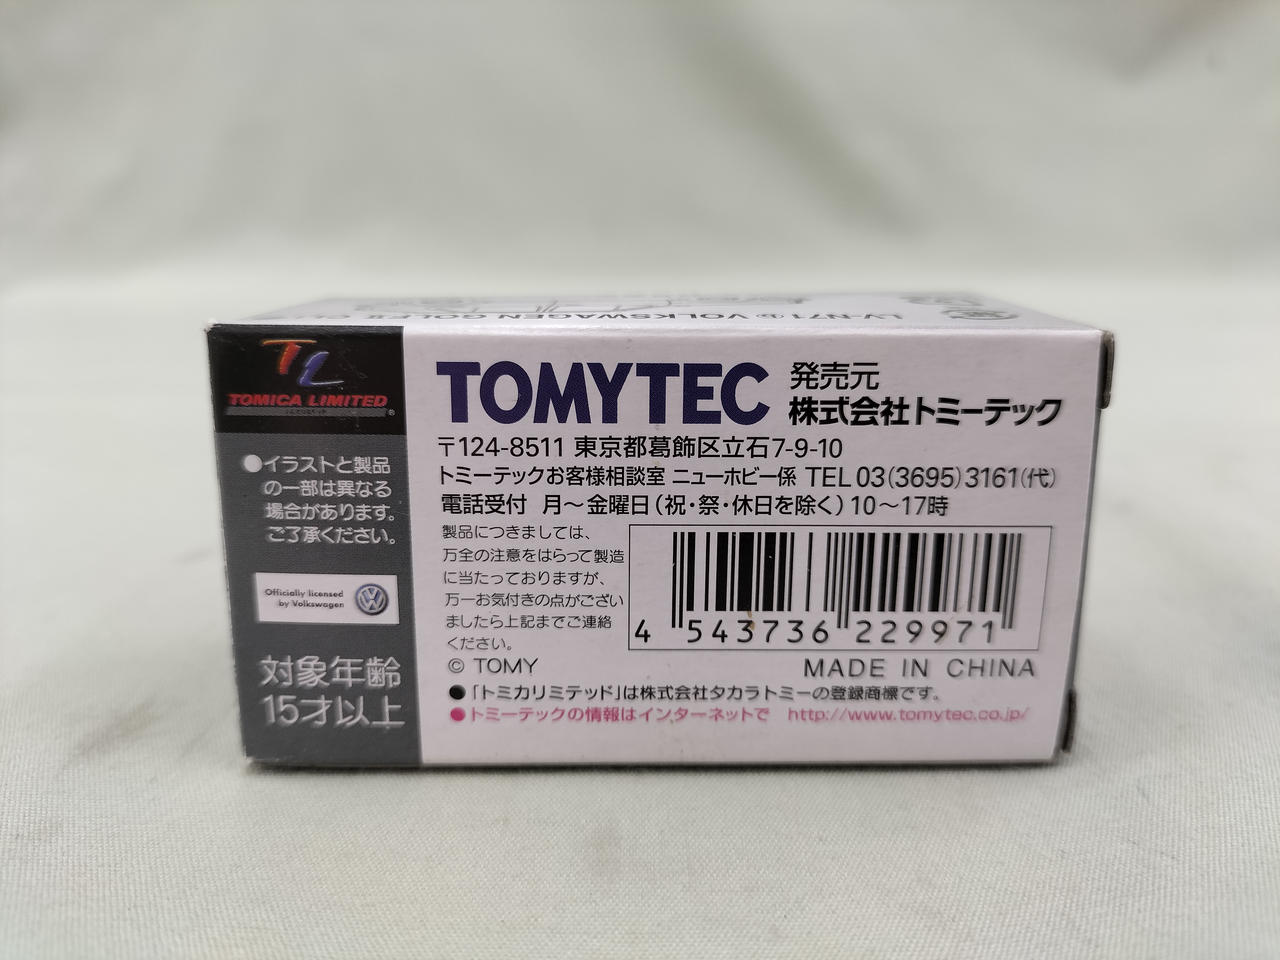 LV-N71 b VOLKSWAGEN GOLF II
TL
TOMICA LIMITED
®
●イラストと製品
の一部は異なる
場合があります。
ご了承ください。
Officially licensed
by Volkswagen
対象年齢
15才以上
TOMYTEC
発売元
株式会社トミーテック
〒124-8511 東京都葛飾区立石7-9-10
トミーテックお客様相談室 ニューホビー係 TEL 03(3695)3161(代)
電話受付 月～金曜日(祝・祭・休日を除く)10～17時
製品につきましては、
万全の注意をはらって製造
に当たっておりますが、
万一お気付きの点がござい
ましたら上記までご連絡
ください。
4 543736 229971
© TOMY
MADE IN CHINA
●「トミカリミテッド」は株式会社タカラトミーの登録商標です。
●トミーテックの情報はインターネットで http://www.tomytec.co.jp/